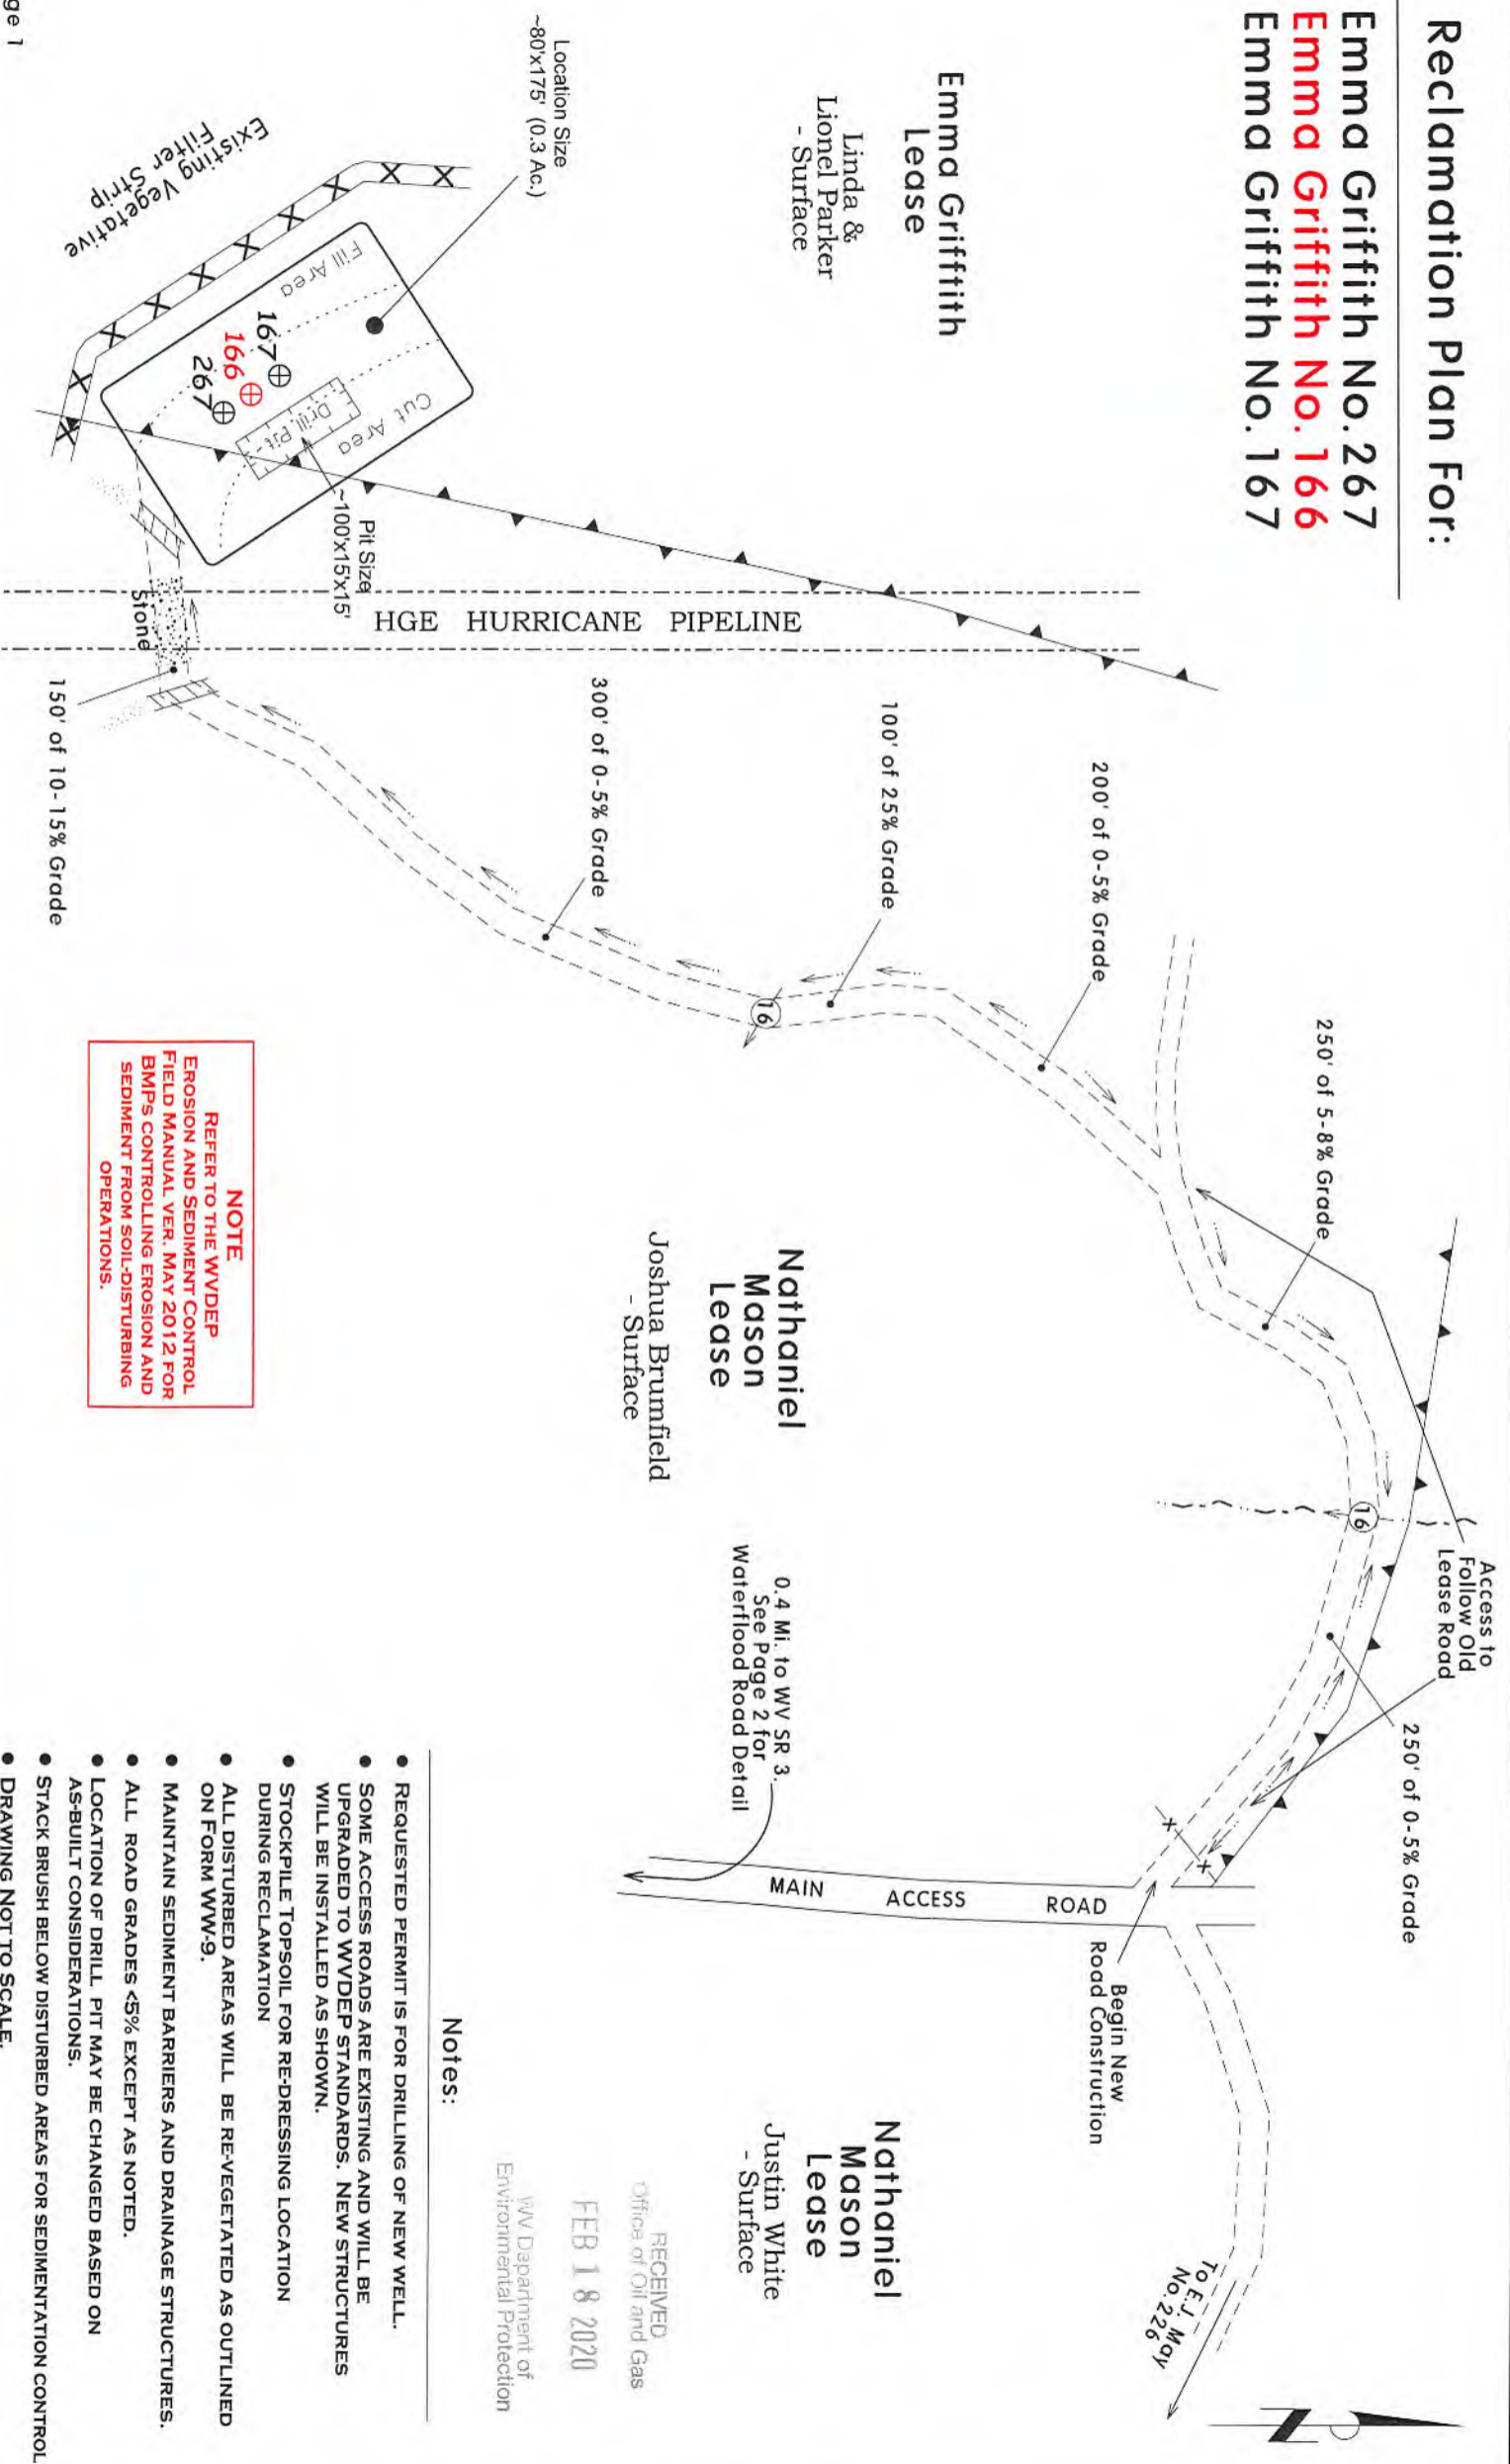 Reclamation Plan For:
Emma Griffith No. 267
Emma Griffith No. 166
Emma Griffith No. 167
Emma Griffith
Lease
Linda &
Lionel Parker
- Surface
Location Size
~80'x175' (0.3 Ac.)
Existing Vegetative
Filter Strip
Fill Area
167
166
267
Drill Pit
Cut Area
Pit Size
~100'x15'x15'
HGE HURRICANE PIPELINE
Stone
150' of 10-15% Grade
300' of 0-5% Grade
100' of 25% Grade
200' of 0-5% Grade
250' of 5-8% Grade
16
16
Access to
Follow Old
Lease Road
250' of 0-5% Grade
Nathaniel
Mason
Lease
Joshua Brumfield
- Surface
0.4 Mi. to WV SR 3.
See Page 2 for
Waterflood Road Detail
MAIN ACCESS ROAD
Begin New
Road Construction
Nathaniel
Mason
Lease
Justin White
- Surface
To E.J. May
No. 226
N
RECEIVED
Office of Oil and Gas
FEB 18 2020
WV Department of
Environmental Protection
NOTE
REFER TO THE WVDEP
EROSION AND SEDIMENT CONTROL
FIELD MANUAL VER. MAY 2012 FOR
BMPS CONTROLLING EROSION AND
SEDIMENT FROM SOIL-DISTURBING
OPERATIONS.
Notes:
• REQUESTED PERMIT IS FOR DRILLING OF NEW WELL.
• SOME ACCESS ROADS ARE EXISTING AND WILL BE
UPGRADED TO WVDEP STANDARDS. NEW STRUCTURES
WILL BE INSTALLED AS SHOWN.
• STOCKPILE TOPSOIL FOR RE-DRESSING LOCATION
DURING RECLAMATION
• ALL DISTURBED AREAS WILL BE RE-VEGETATED AS OUTLINED
ON FORM WW-9.
• MAINTAIN SEDIMENT BARRIERS AND DRAINAGE STRUCTURES.
• ALL ROAD GRADES <5% EXCEPT AS NOTED.
• LOCATION OF DRILL PIT MAY BE CHANGED BASED ON
AS-BUILT CONSIDERATIONS.
• STACK BRUSH BELOW DISTURBED AREAS FOR SEDIMENTATION CONTROL
• DRAWING NOT TO SCALE.
ge 1